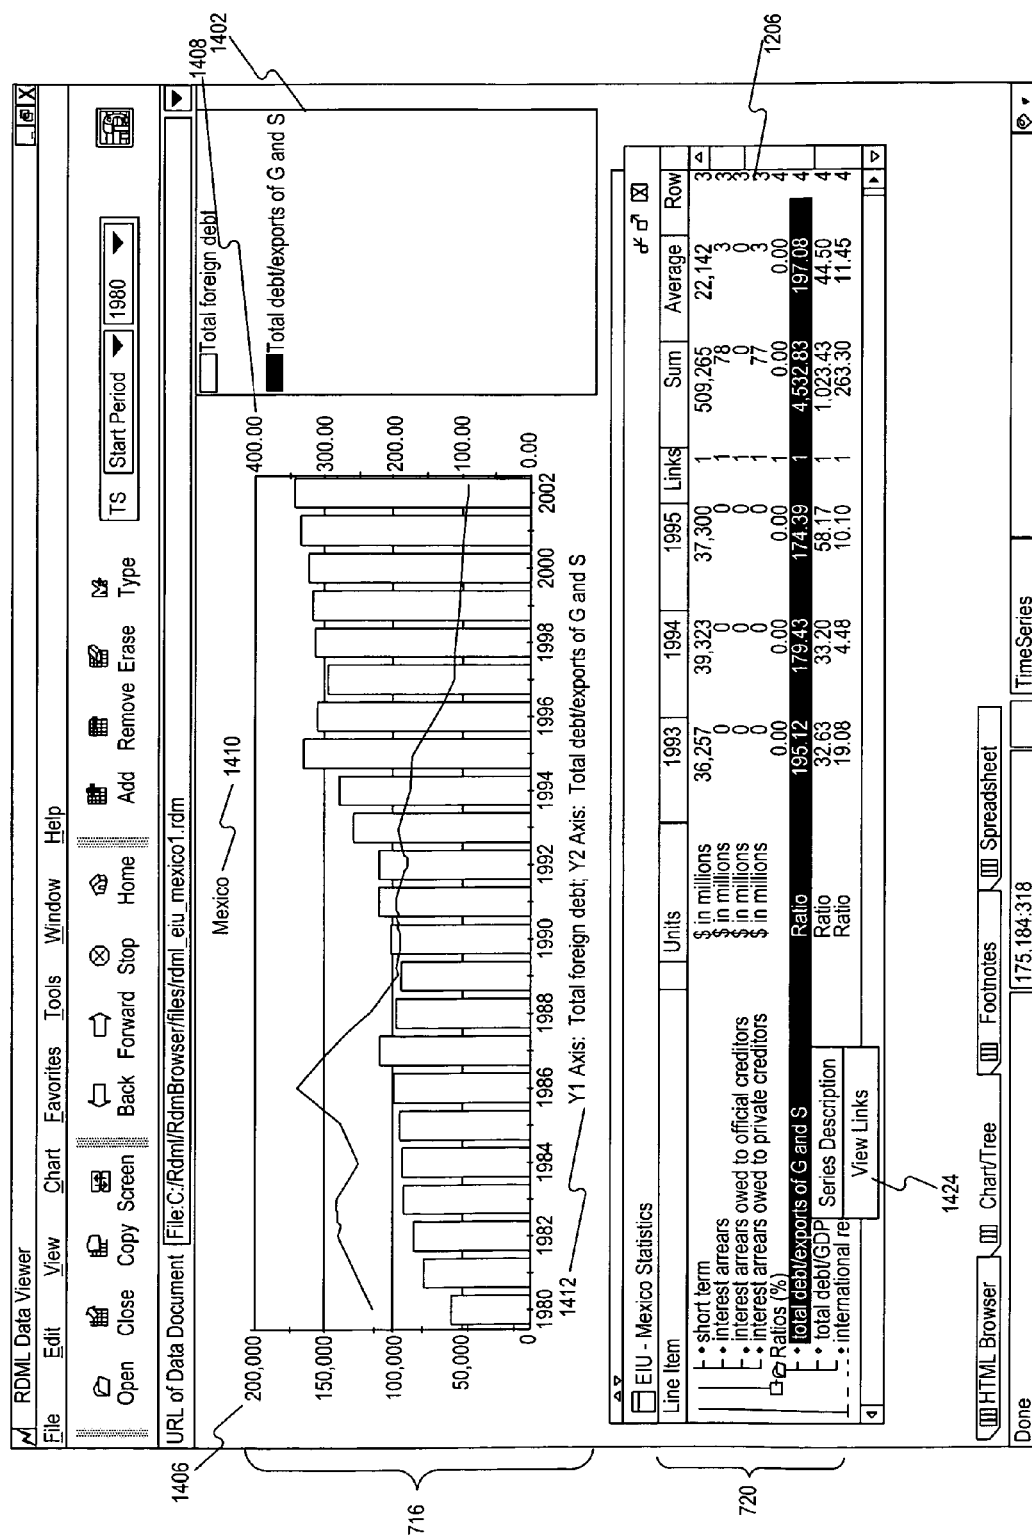 RDML Data Viewer
File Edit View Chart Favorites Tools Window Help
Open Close Copy Screen Back Forward Stop Home Add Remove Erase Type
TS Start Period 1980
URL of Data Document File:C:/Rdml/RdmBrowser/files/rdml_eiu_mexico1.rdm
1406
Mexico
1410
1408
1402
200,000
150,000
100,000
50,000
0
400.00
300.00
200.00
100.00
0.00
1980 1982 1984 1986 1988 1990 1992 1994 1996 1998 2000 2002
Y1 Axis: Total foreign debt; Y2 Axis: Total debt/exports of G and S
1412
716
Total foreign debt
Total debt/exports of G and S
EIU - Mexico Statistics
Line Item Units 1993 1994 1995 Links Sum Average Row
short term $ in millions 36,257 39,323 37,300 1 509,265 22,142 3
interest arrears $ in millions 0 0 0 1 78 3 3
interest arrears owed to official creditors $ in millions 0 0 0 1 0 0 3
interest arrears owed to private creditors $ in millions 0 0 0 1 77 3 3
Ratios (%) 0.00 0.00 0.00 1 0.00 0.00 4
total debt/exports of G and S Ratio 195.12 179.43 174.39 1 4,532.83 197.08 4
total debt/GDP Ratio 32.63 33.20 58.17 1 1,023.43 44.50 4
international re Ratio 19.08 4.48 10.10 1 263.30 11.45 4
Series Description
View Links
720
1206
1424
HTML Browser Chart/Tree Footnotes Spreadsheet
Done 175.184:318 TimeSeries